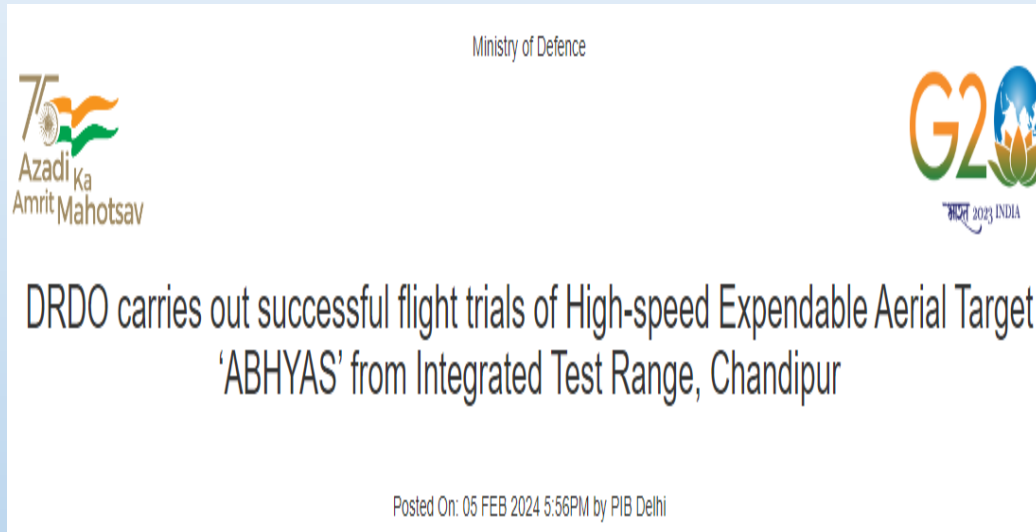 Ministry of Defence
75
Azadi Ka
Amrit Mahotsav
G20
भारत 2023 INDIA
DRDO carries out successful flight trials of High-speed Expendable Aerial Target
‘ABHYAS’ from Integrated Test Range, Chandipur
Posted On: 05 FEB 2024 5:56PM by PIB Delhi